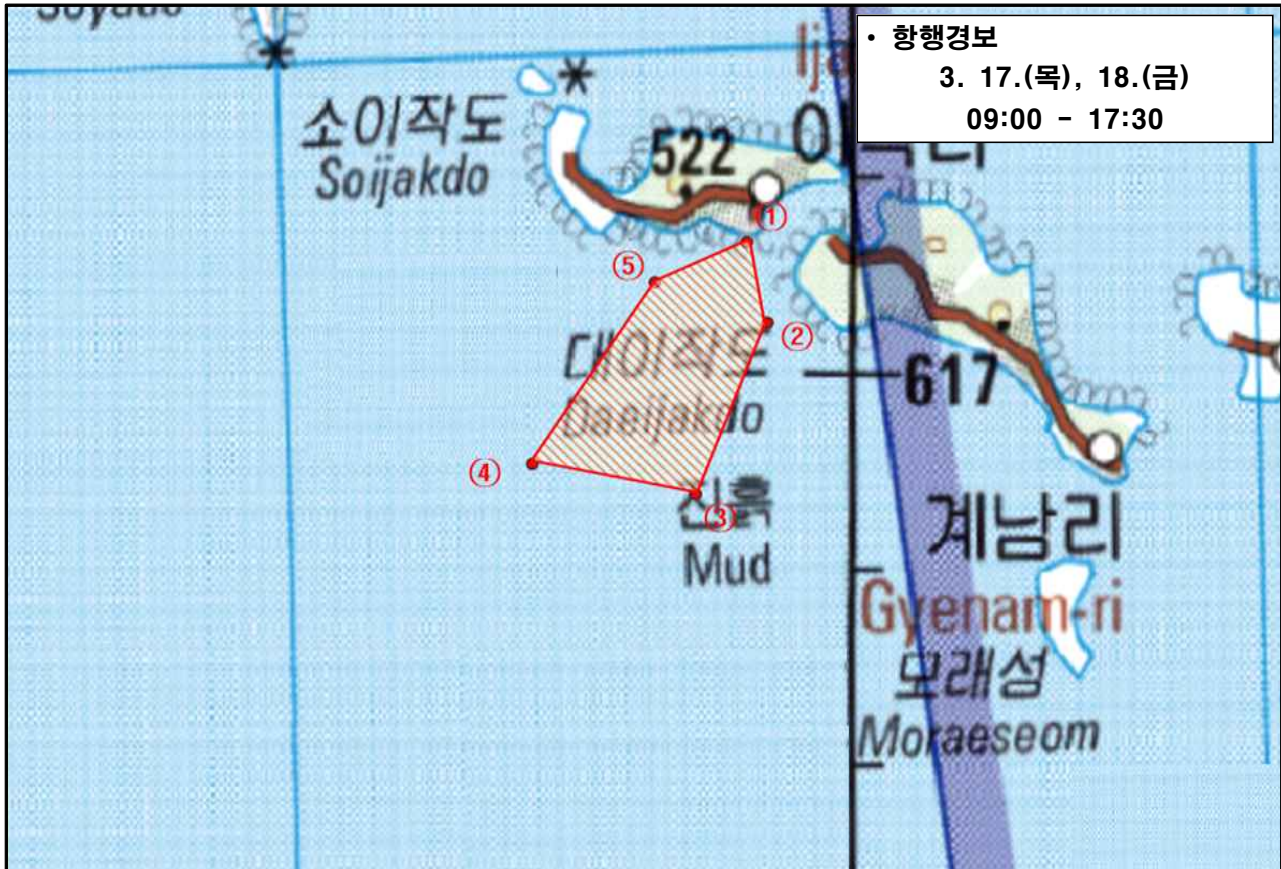 Soyado
• 항행경보
3. 17.(목), 18.(금)
09:00 - 17:30
소이작도
Soijakdo
522
①
⑤
②
대이작도
Daeijakdo
617
④
③
Mud
계남리
Gyenam-ri
모래섬
Moraeseom